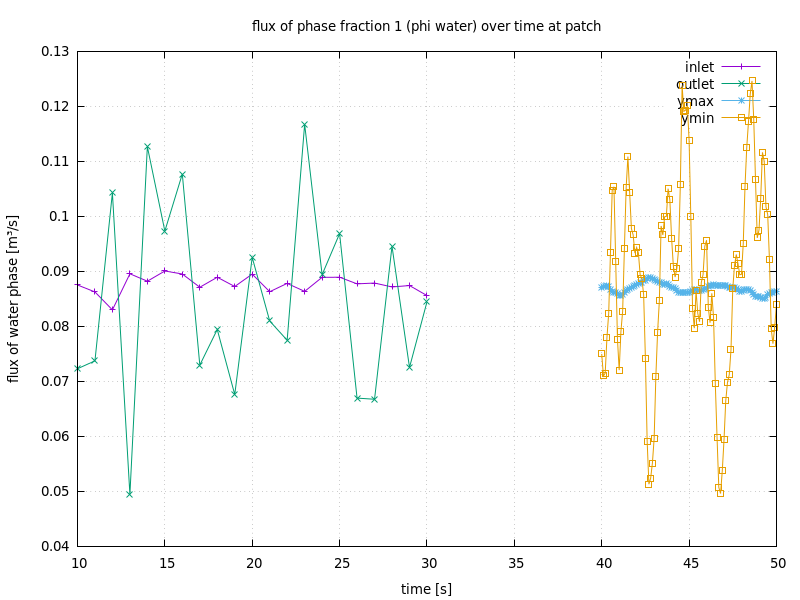 flux of phase fraction 1 (phi water) over time at patch
0.13
0.12
0.11
0.1
0.09
0.08
0.07
0.06
0.05
0.04
flux of water phase [m³/s]
inlet
outlet
ymax
ymin
10 15 20 25 30 35 40 45 50
time [s]